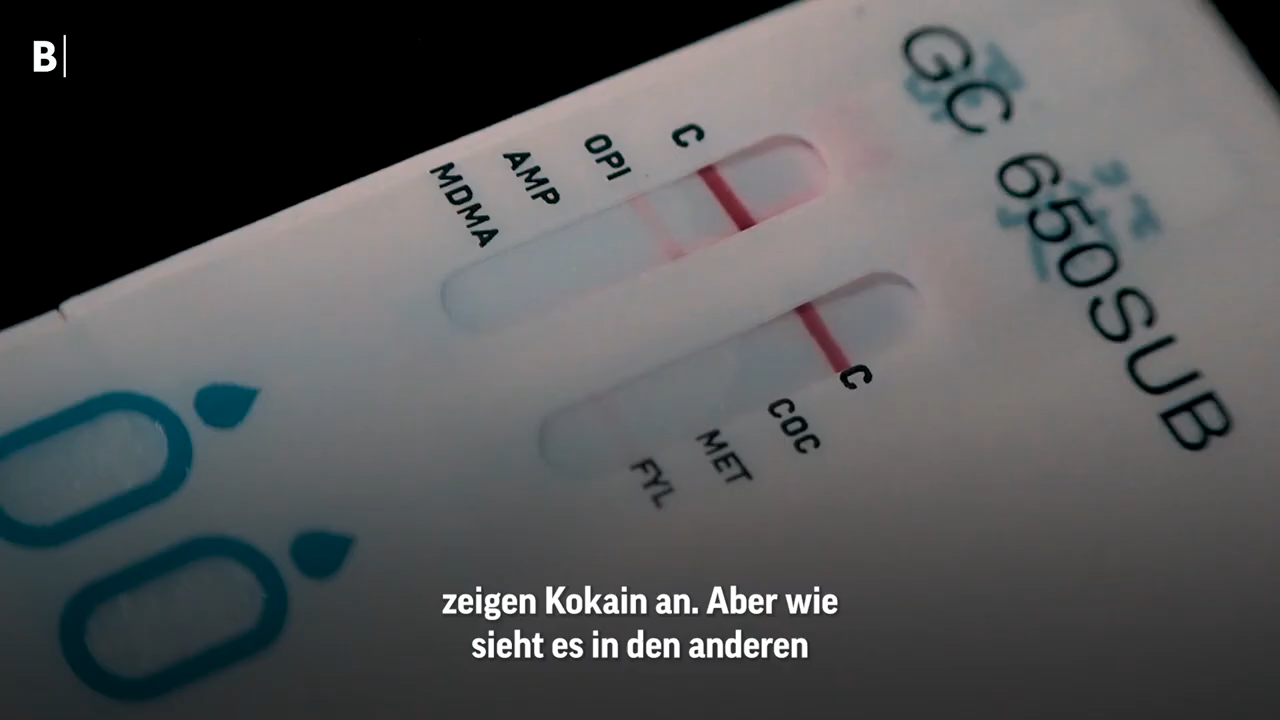 B|
GC 650SUB
MDMA AMP OPI C
FYL MET COC C
zeigen Kokain an. Aber wie
sieht es in den anderen